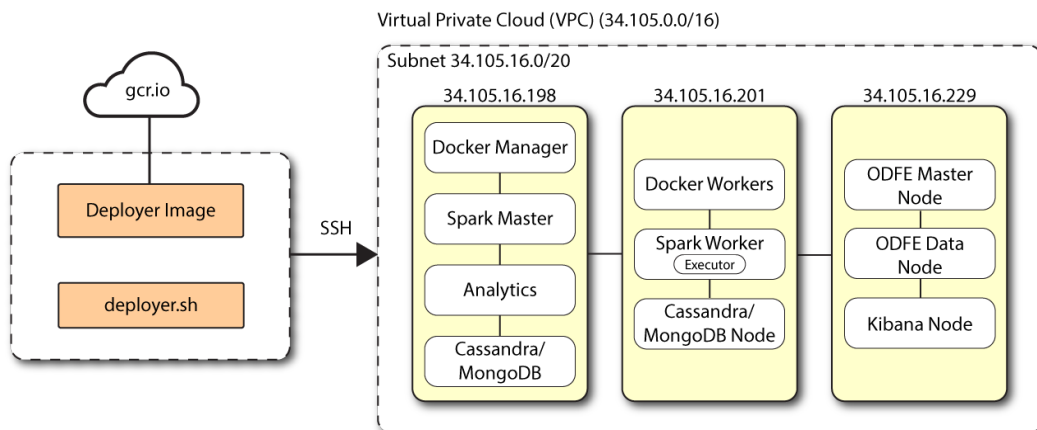 Virtual Private Cloud (VPC) (34.105.0.0/16)
Subnet 34.105.16.0/20
gcr.io
Deployer Image
deployer.sh
SSH
34.105.16.198
Docker Manager
Spark Master
Analytics
Cassandra/
MongoDB
34.105.16.201
Docker Workers
Spark Worker
Executor
Cassandra/
MongoDB Node
34.105.16.229
ODFE Master
Node
ODFE Data
Node
Kibana Node